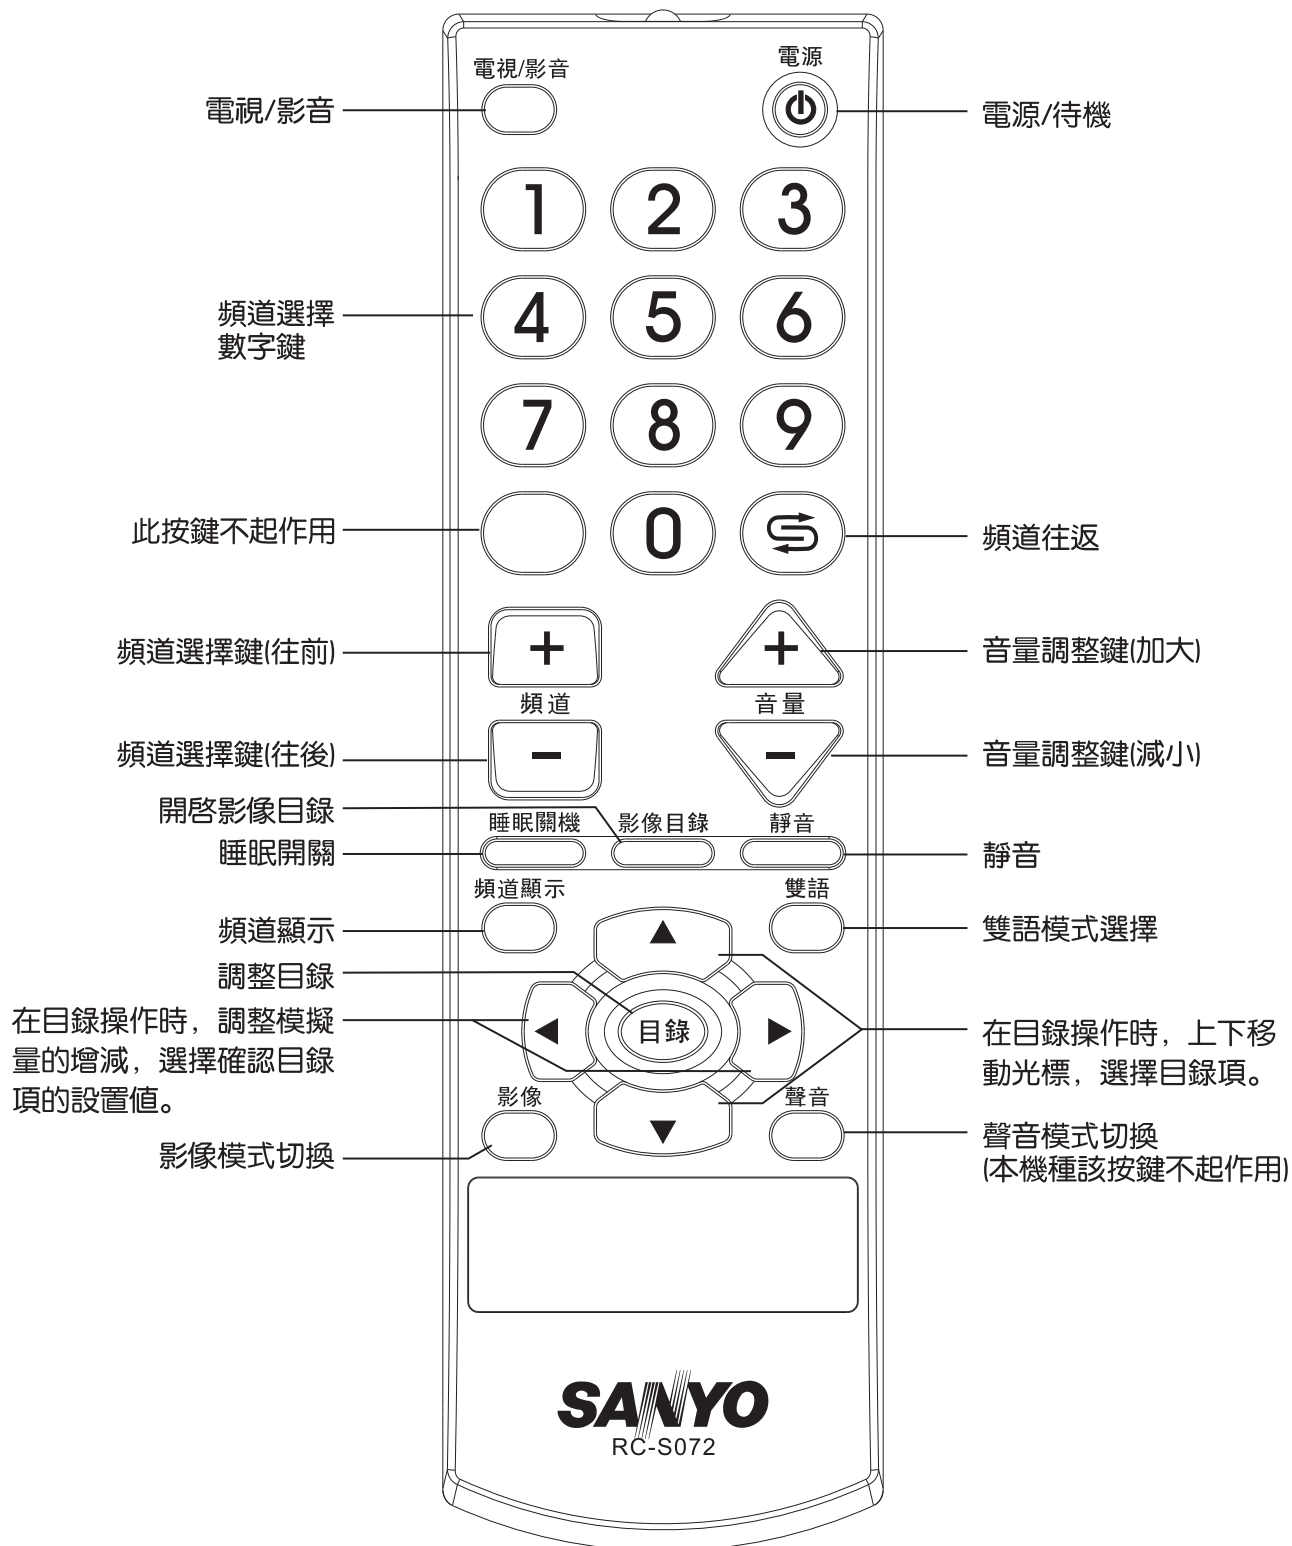 電視/影音
電源
電視/影音
電源/待機
1
2
3
頻道選擇
數字鍵
4
5
6
7
8
9
此按鍵不起作用
0
頻道往返
頻道選擇鍵(往前)
+
+
音量調整鍵(加大)
頻道
音量
頻道選擇鍵(往後)
-
-
音量調整鍵(減小)
開啓影像目錄
睡眠關機
影像目錄
靜音
睡眠開關
靜音
頻道顯示
雙語
頻道顯示
雙語模式選擇
調整目錄
在目錄操作時，調整模擬
量的增減，選擇確認目錄
項的設置值。
目錄
在目錄操作時，上下移
動光標，選擇目錄項。
影像
聲音
影像模式切換
聲音模式切換
(本機種該按鍵不起作用)
SANYO
RC-S072